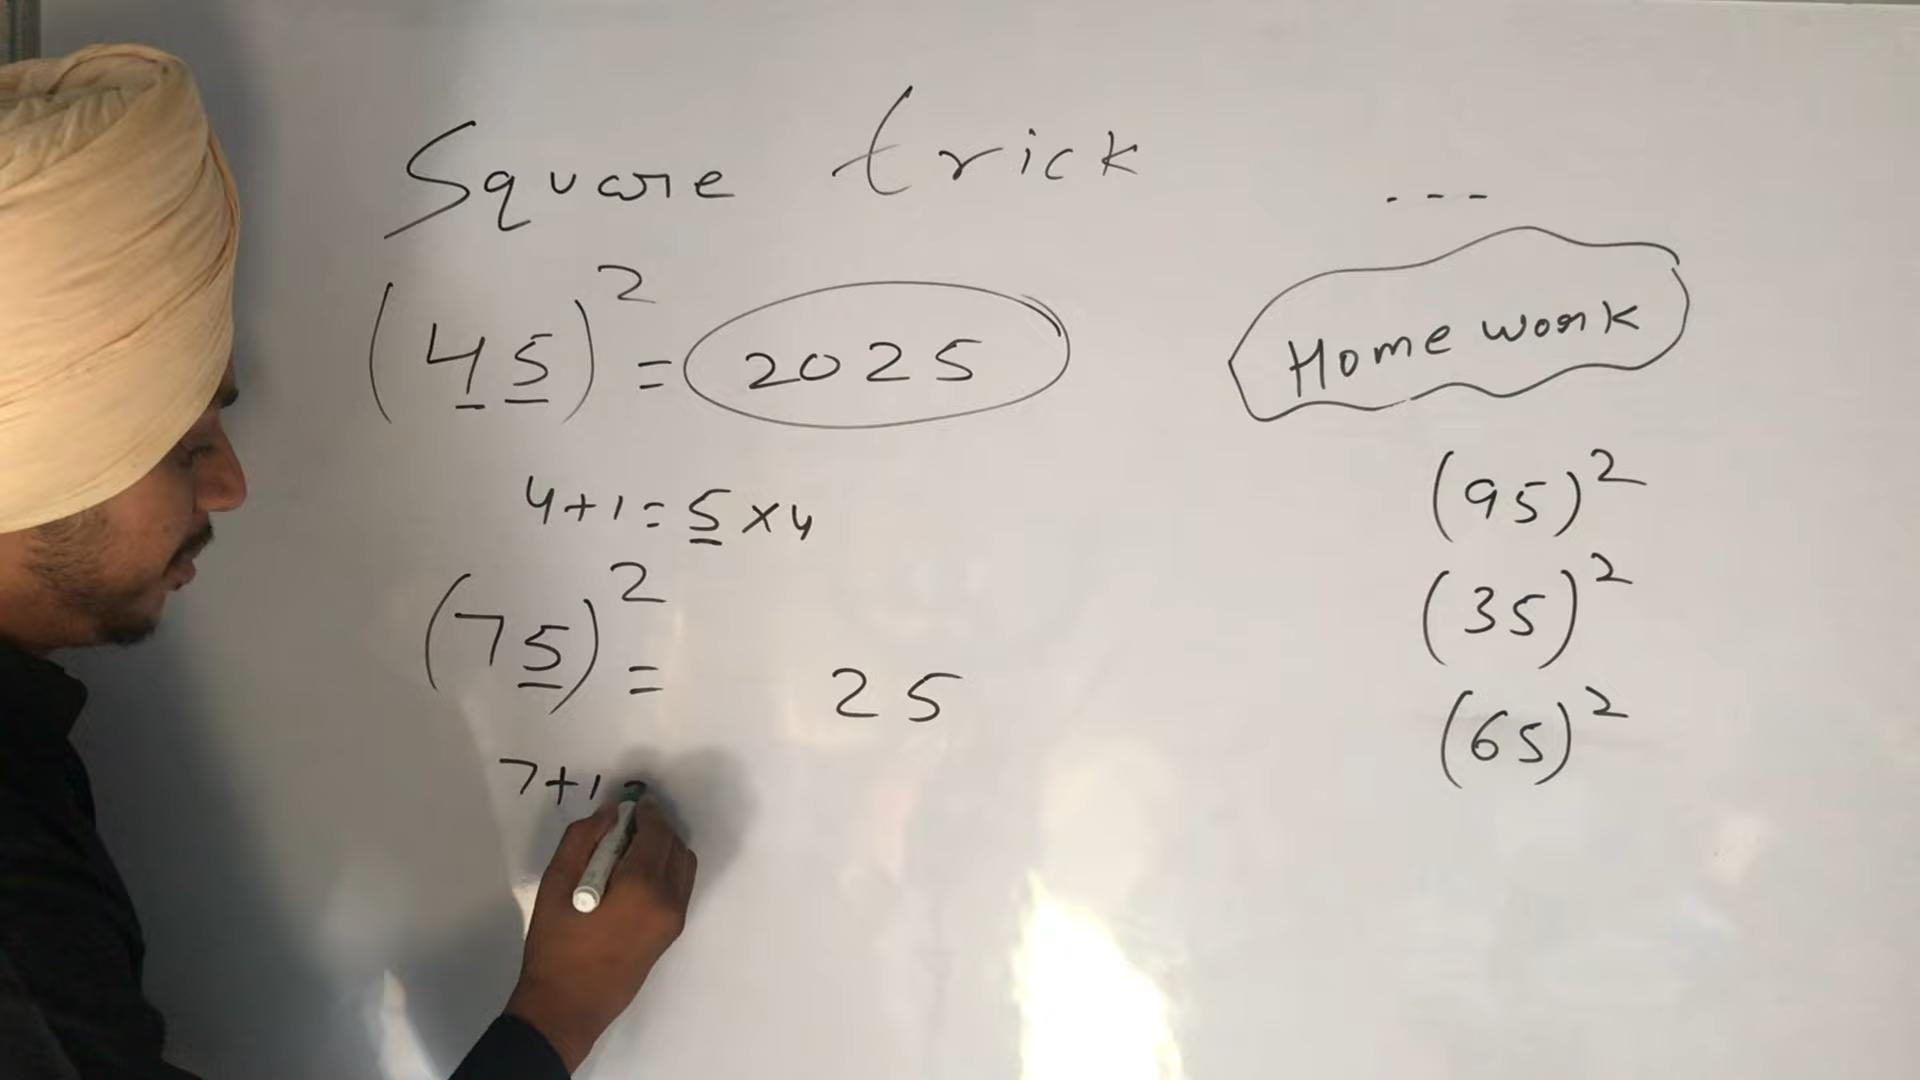 Square trick
(45)² = 2025
4+1=5×4
(75)² = 25
7+1=
---
Home work
(95)²
(35)²
(65)²